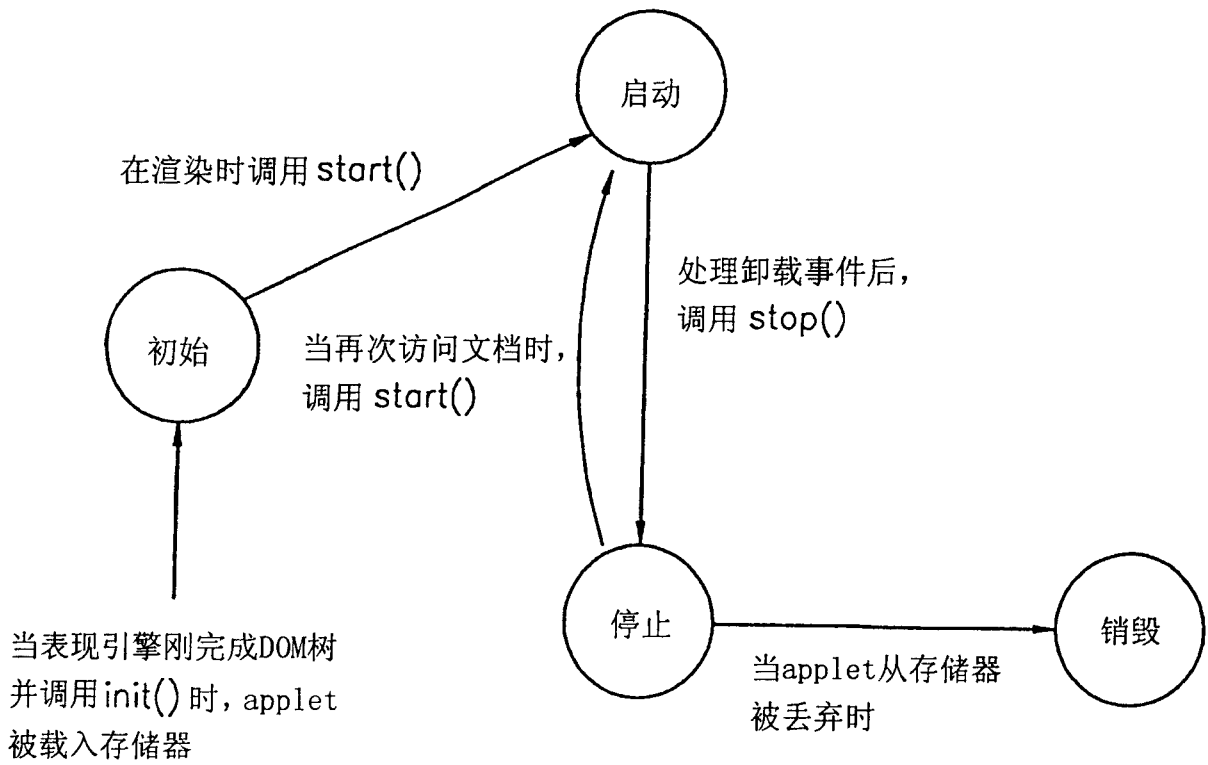 启动
在渲染时调用 start()
处理卸载事件后，
调用 stop()
初始
当再次访问文档时，
调用 start()
停止
销毁
当表现引擎刚完成DOM树
并调用init()时，applet
被载入存储器
当applet从存储器
被丢弃时